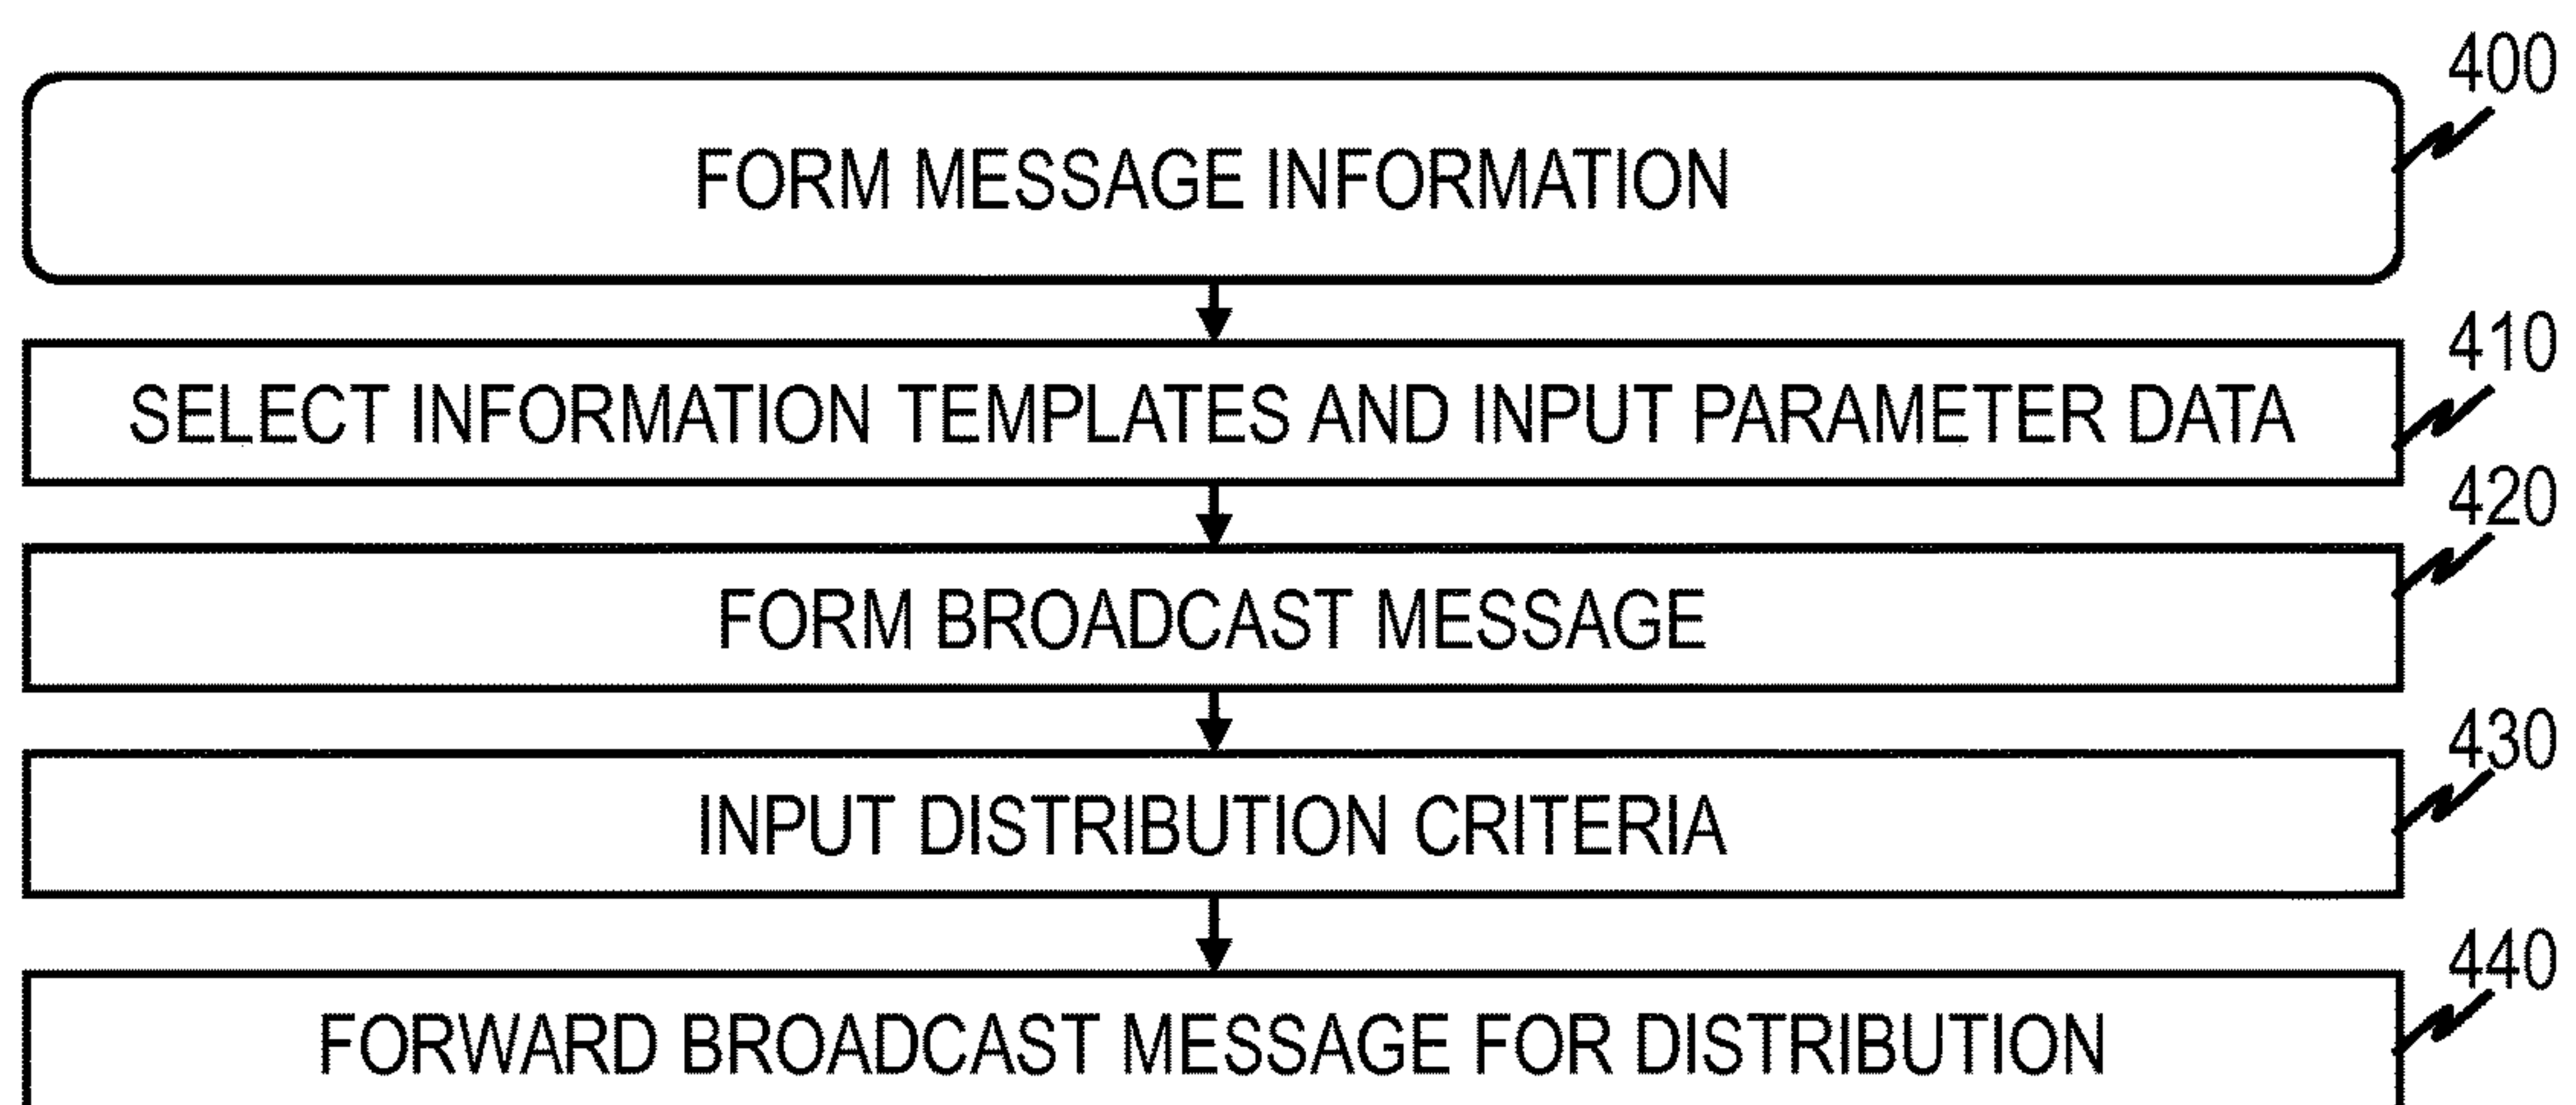 400
FORM MESSAGE INFORMATION
410
SELECT INFORMATION TEMPLATES AND INPUT PARAMETER DATA
420
FORM BROADCAST MESSAGE
430
INPUT DISTRIBUTION CRITERIA
440
FORWARD BROADCAST MESSAGE FOR DISTRIBUTION